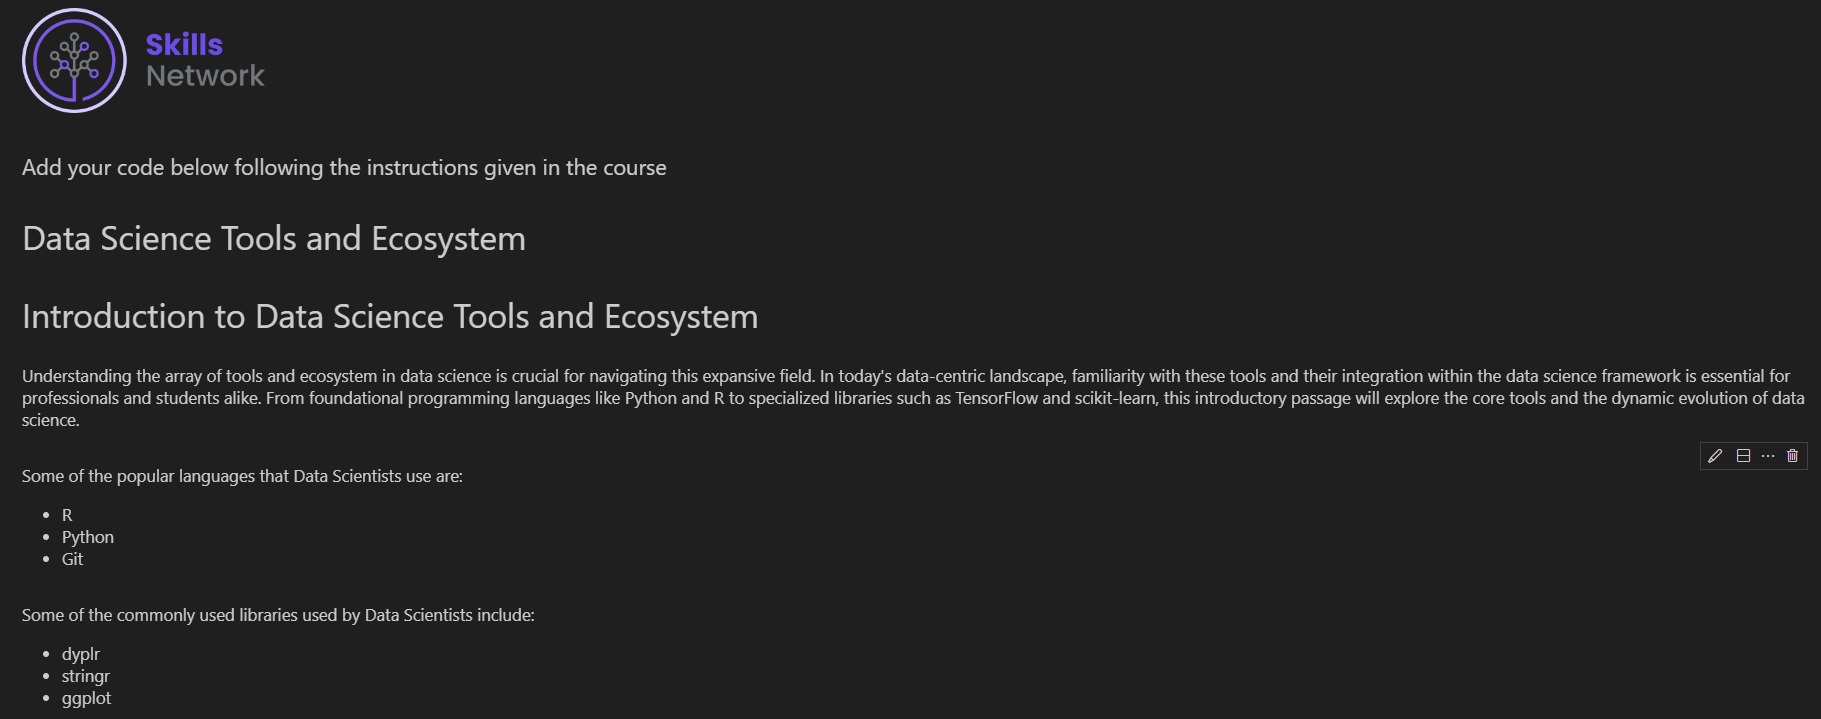 Skills
Network
Add your code below following the instructions given in the course
Data Science Tools and Ecosystem
Introduction to Data Science Tools and Ecosystem
Understanding the array of tools and ecosystem in data science is crucial for navigating this expansive field. In today's data-centric landscape, familiarity with these tools and their integration within the data science framework is essential for
professionals and students alike. From foundational programming languages like Python and R to specialized libraries such as TensorFlow and scikit-learn, this introductory passage will explore the core tools and the dynamic evolution of data
science.
Some of the popular languages that Data Scientists use are:
• R
• Python
• Git
Some of the commonly used libraries used by Data Scientists include:
• dyplr
• stringr
• ggplot